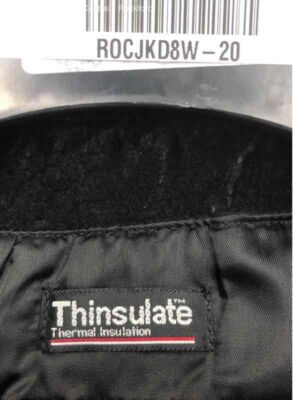 ROCJKD8W-20
Thinsulate™
Thermal Insulation